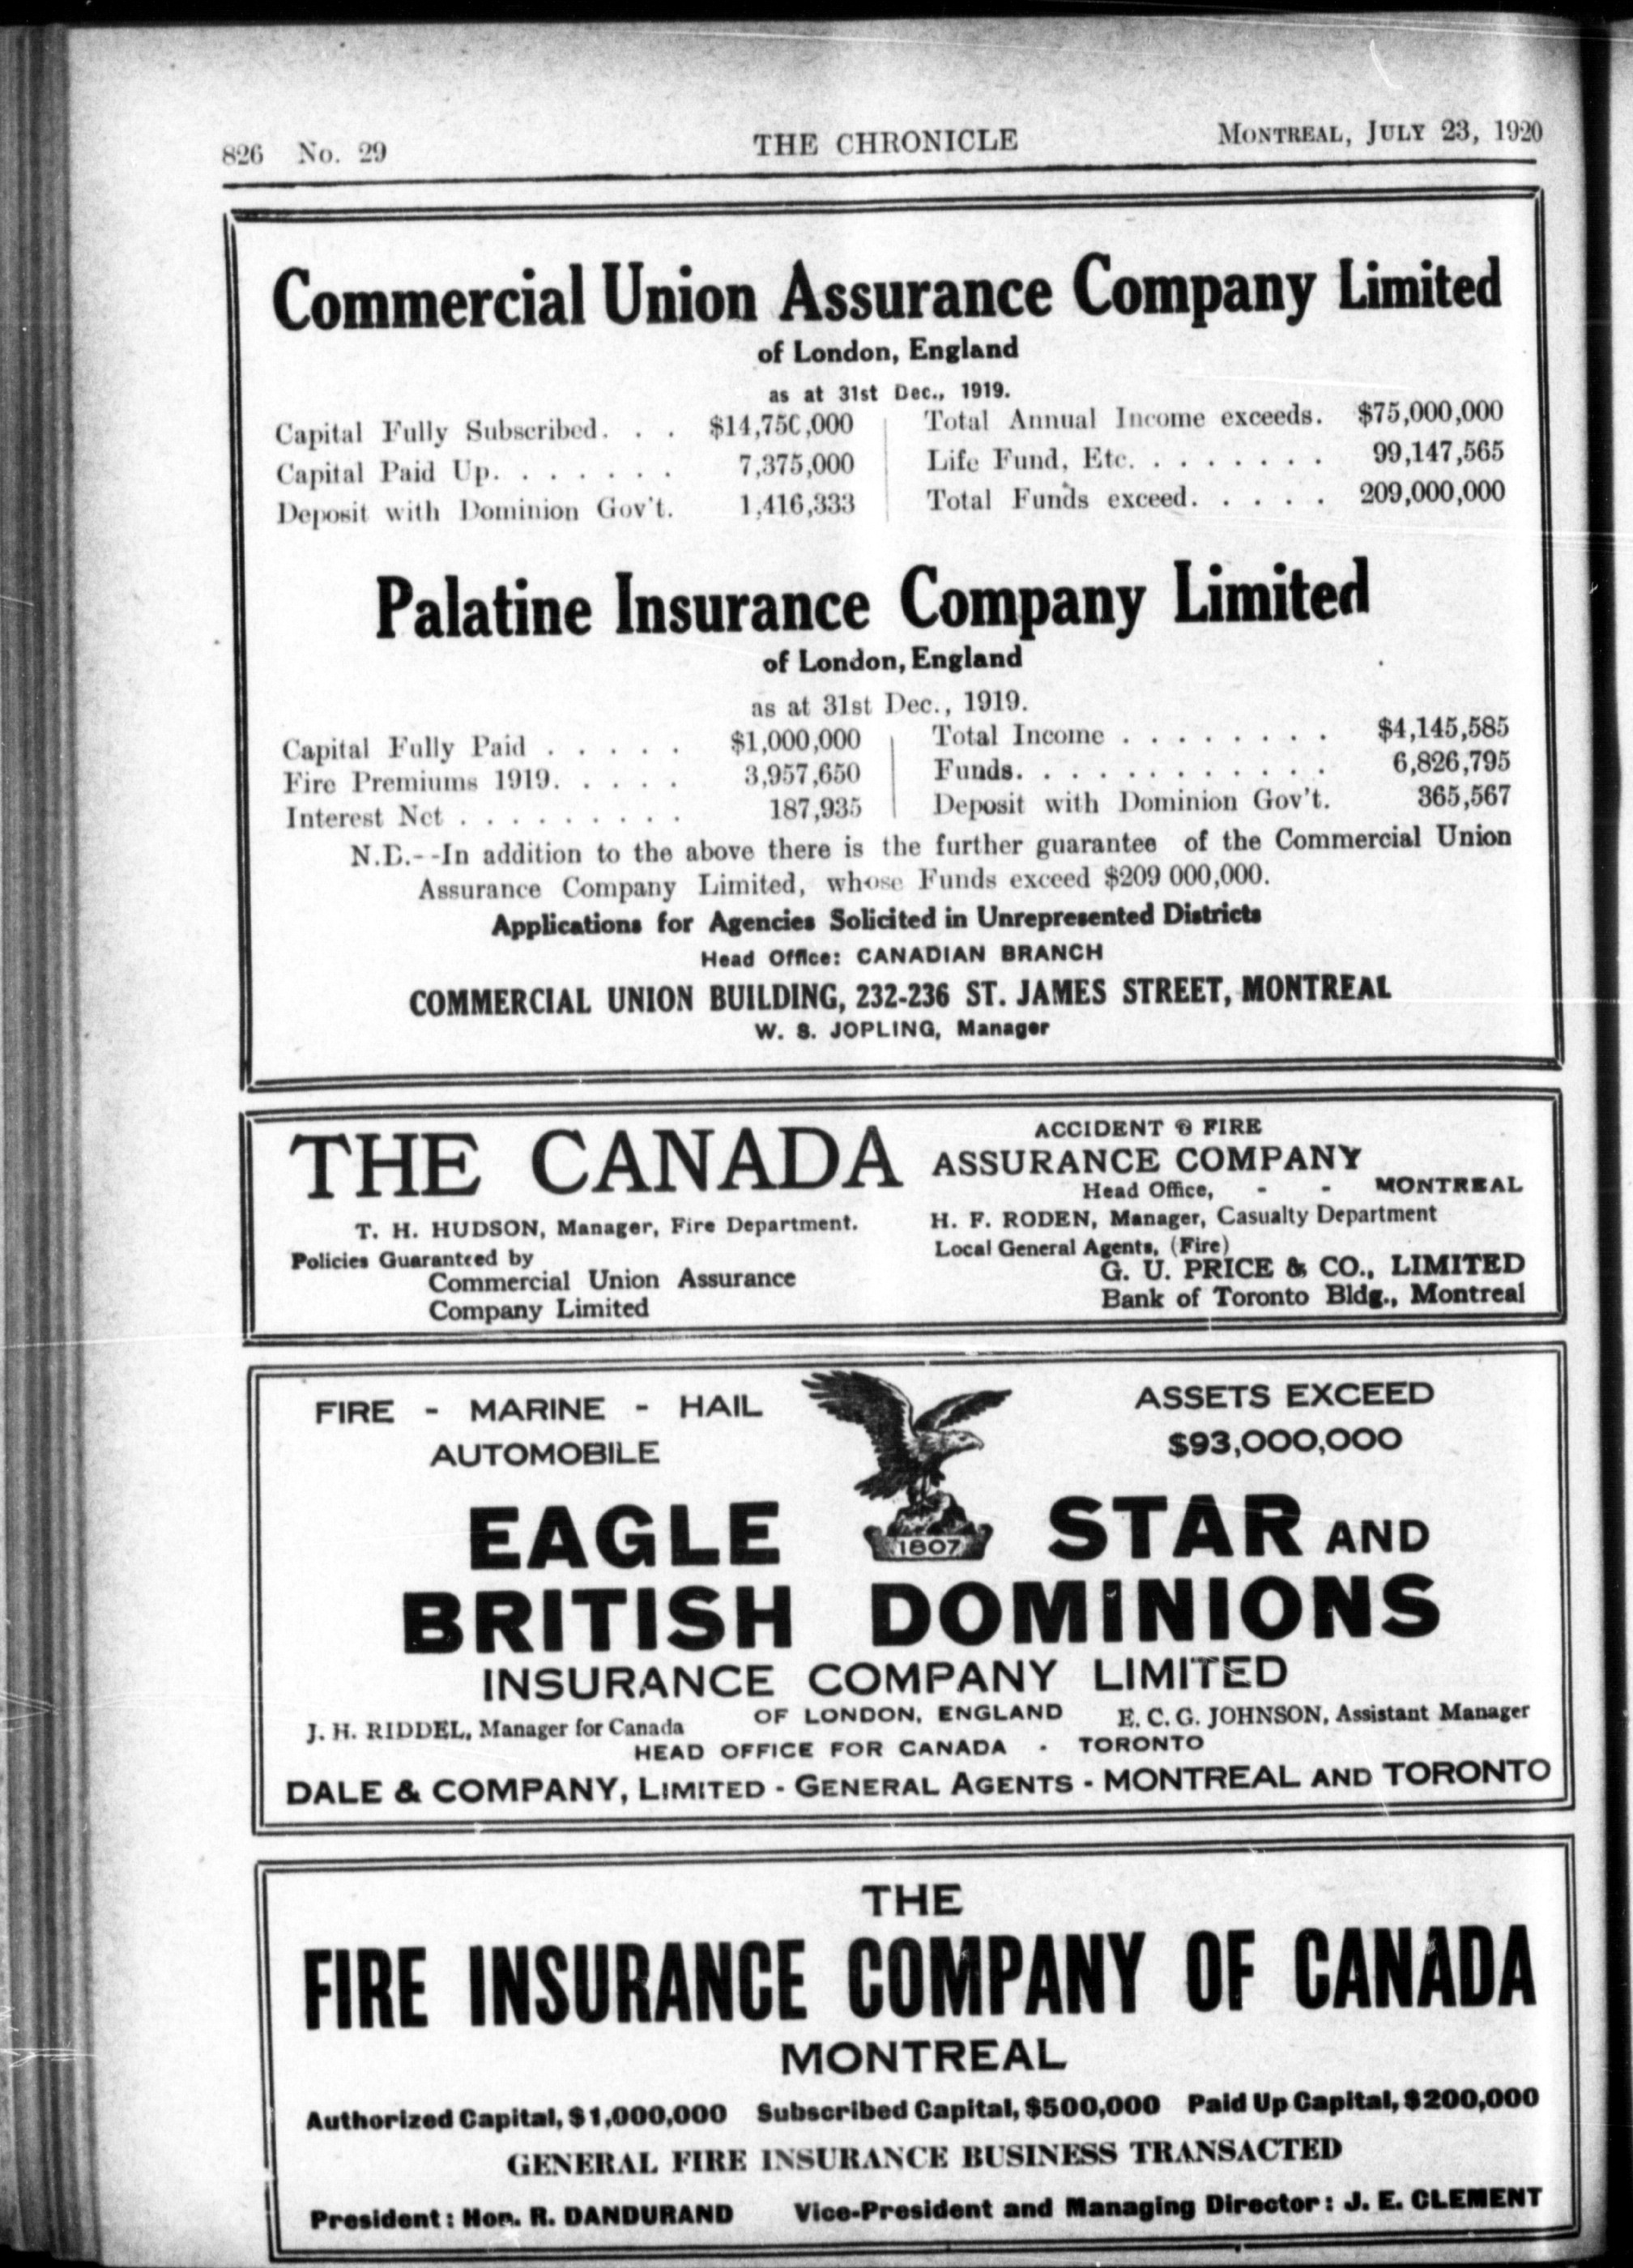 826 No. 29 THE CHRONICLE MONTREAL, JULY 23, 1920
Commercial Union Assurance Company Limited
of London, England
as at 31st Dec., 1919.
Capital Fully Subscribed. . . $14,750,000
Capital Paid Up. . . . . . . 7,375,000
Deposit with Dominion Gov't. 1,416,333
Total Annual Income exceeds. $75,000,000
Life Fund, Etc. . . . . . . . 99,147,565
Total Funds exceed. . . . . . 209,000,000
Palatine Insurance Company Limited
of London, England
as at 31st Dec., 1919.
Capital Fully Paid . . . . . $1,000,000
Fire Premiums 1919. . . . . . 3,957,650
Interest Net . . . . . . . . . 187,935
Total Income . . . . . . . . $4,145,585
Funds. . . . . . . . . . . . . 6,826,795
Deposit with Dominion Gov't. 365,567
N.B.--In addition to the above there is the further guarantee of the Commercial Union
Assurance Company Limited, whose Funds exceed $209 000,000.
Applications for Agencies Solicited in Unrepresented Districts
Head Office: CANADIAN BRANCH
COMMERCIAL UNION BUILDING, 232-236 ST. JAMES STREET, MONTREAL
W. S. JOPLING, Manager
THE CANADA
ACCIDENT & FIRE
ASSURANCE COMPANY
Head Office, - - MONTREAL
T. H. HUDSON, Manager, Fire Department.
H. F. RODEN, Manager, Casualty Department
Policies Guaranteed by
Commercial Union Assurance
Company Limited
Local General Agents, (Fire)
G. U. PRICE & CO., LIMITED
Bank of Toronto Bldg., Montreal
FIRE - MARINE - HAIL
AUTOMOBILE
ASSETS EXCEED
$93,000,000
1807
EAGLE STAR AND
BRITISH DOMINIONS
INSURANCE COMPANY LIMITED
J. H. RIDDEL, Manager for Canada OF LONDON, ENGLAND E. C. G. JOHNSON, Assistant Manager
HEAD OFFICE FOR CANADA - TORONTO
DALE & COMPANY, LIMITED - GENERAL AGENTS - MONTREAL AND TORONTO
THE
FIRE INSURANCE COMPANY OF CANADA
MONTREAL
Authorized Capital, $1,000,000 Subscribed Capital, $500,000 Paid Up Capital, $200,000
GENERAL FIRE INSURANCE BUSINESS TRANSACTED
President: Hon. R. DANDURAND Vice-President and Managing Director: J. E. CLEMENT